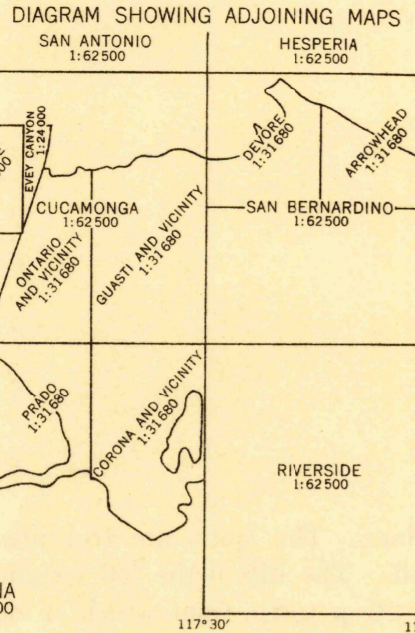 DIAGRAM SHOWING ADJOINING MAPS
SAN ANTONIO
1:62500
HESPERIA
1:62500
EVEY CANYON
1:24000
DEVORE
1:31680
ARROWHEAD
1:31680
CUCAMONGA
1:62500
SAN BERNARDINO
1:62500
ONTARIO
AND VICINITY
1:31680
GUASTI AND VICINITY
1:31680
PRADO
1:31680
CORONA AND VICINITY
1:31680
RIVERSIDE
1:62500
117°30'